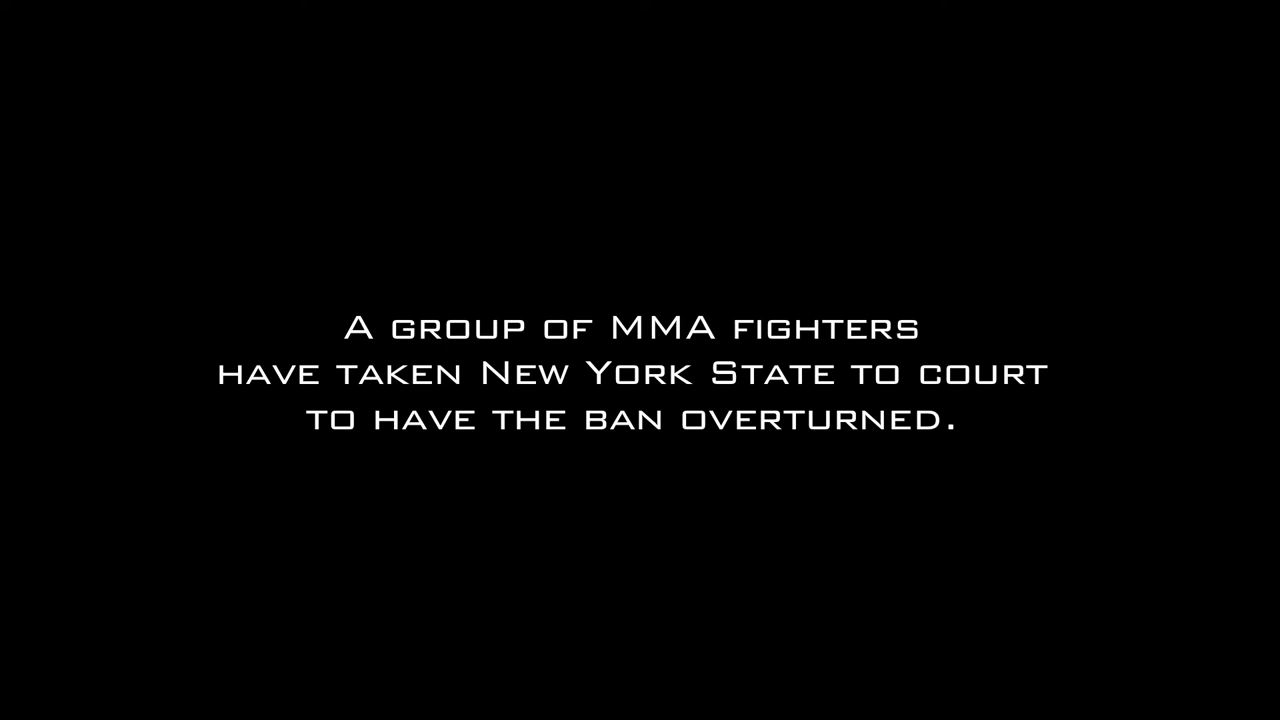 A group of MMA fighters
have taken New York State to court
to have the ban overturned.